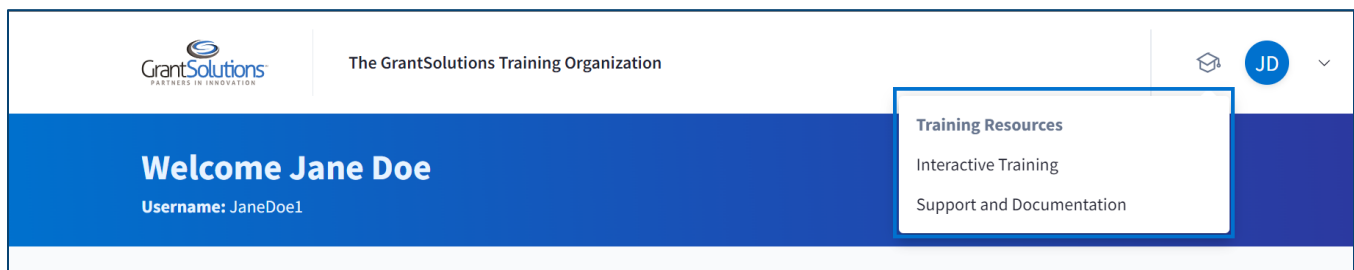 GrantSolutions
PARTNERS IN INNOVATION
The GrantSolutions Training Organization
JD
Training Resources
Interactive Training
Support and Documentation
Welcome Jane Doe
Username: JaneDoe1